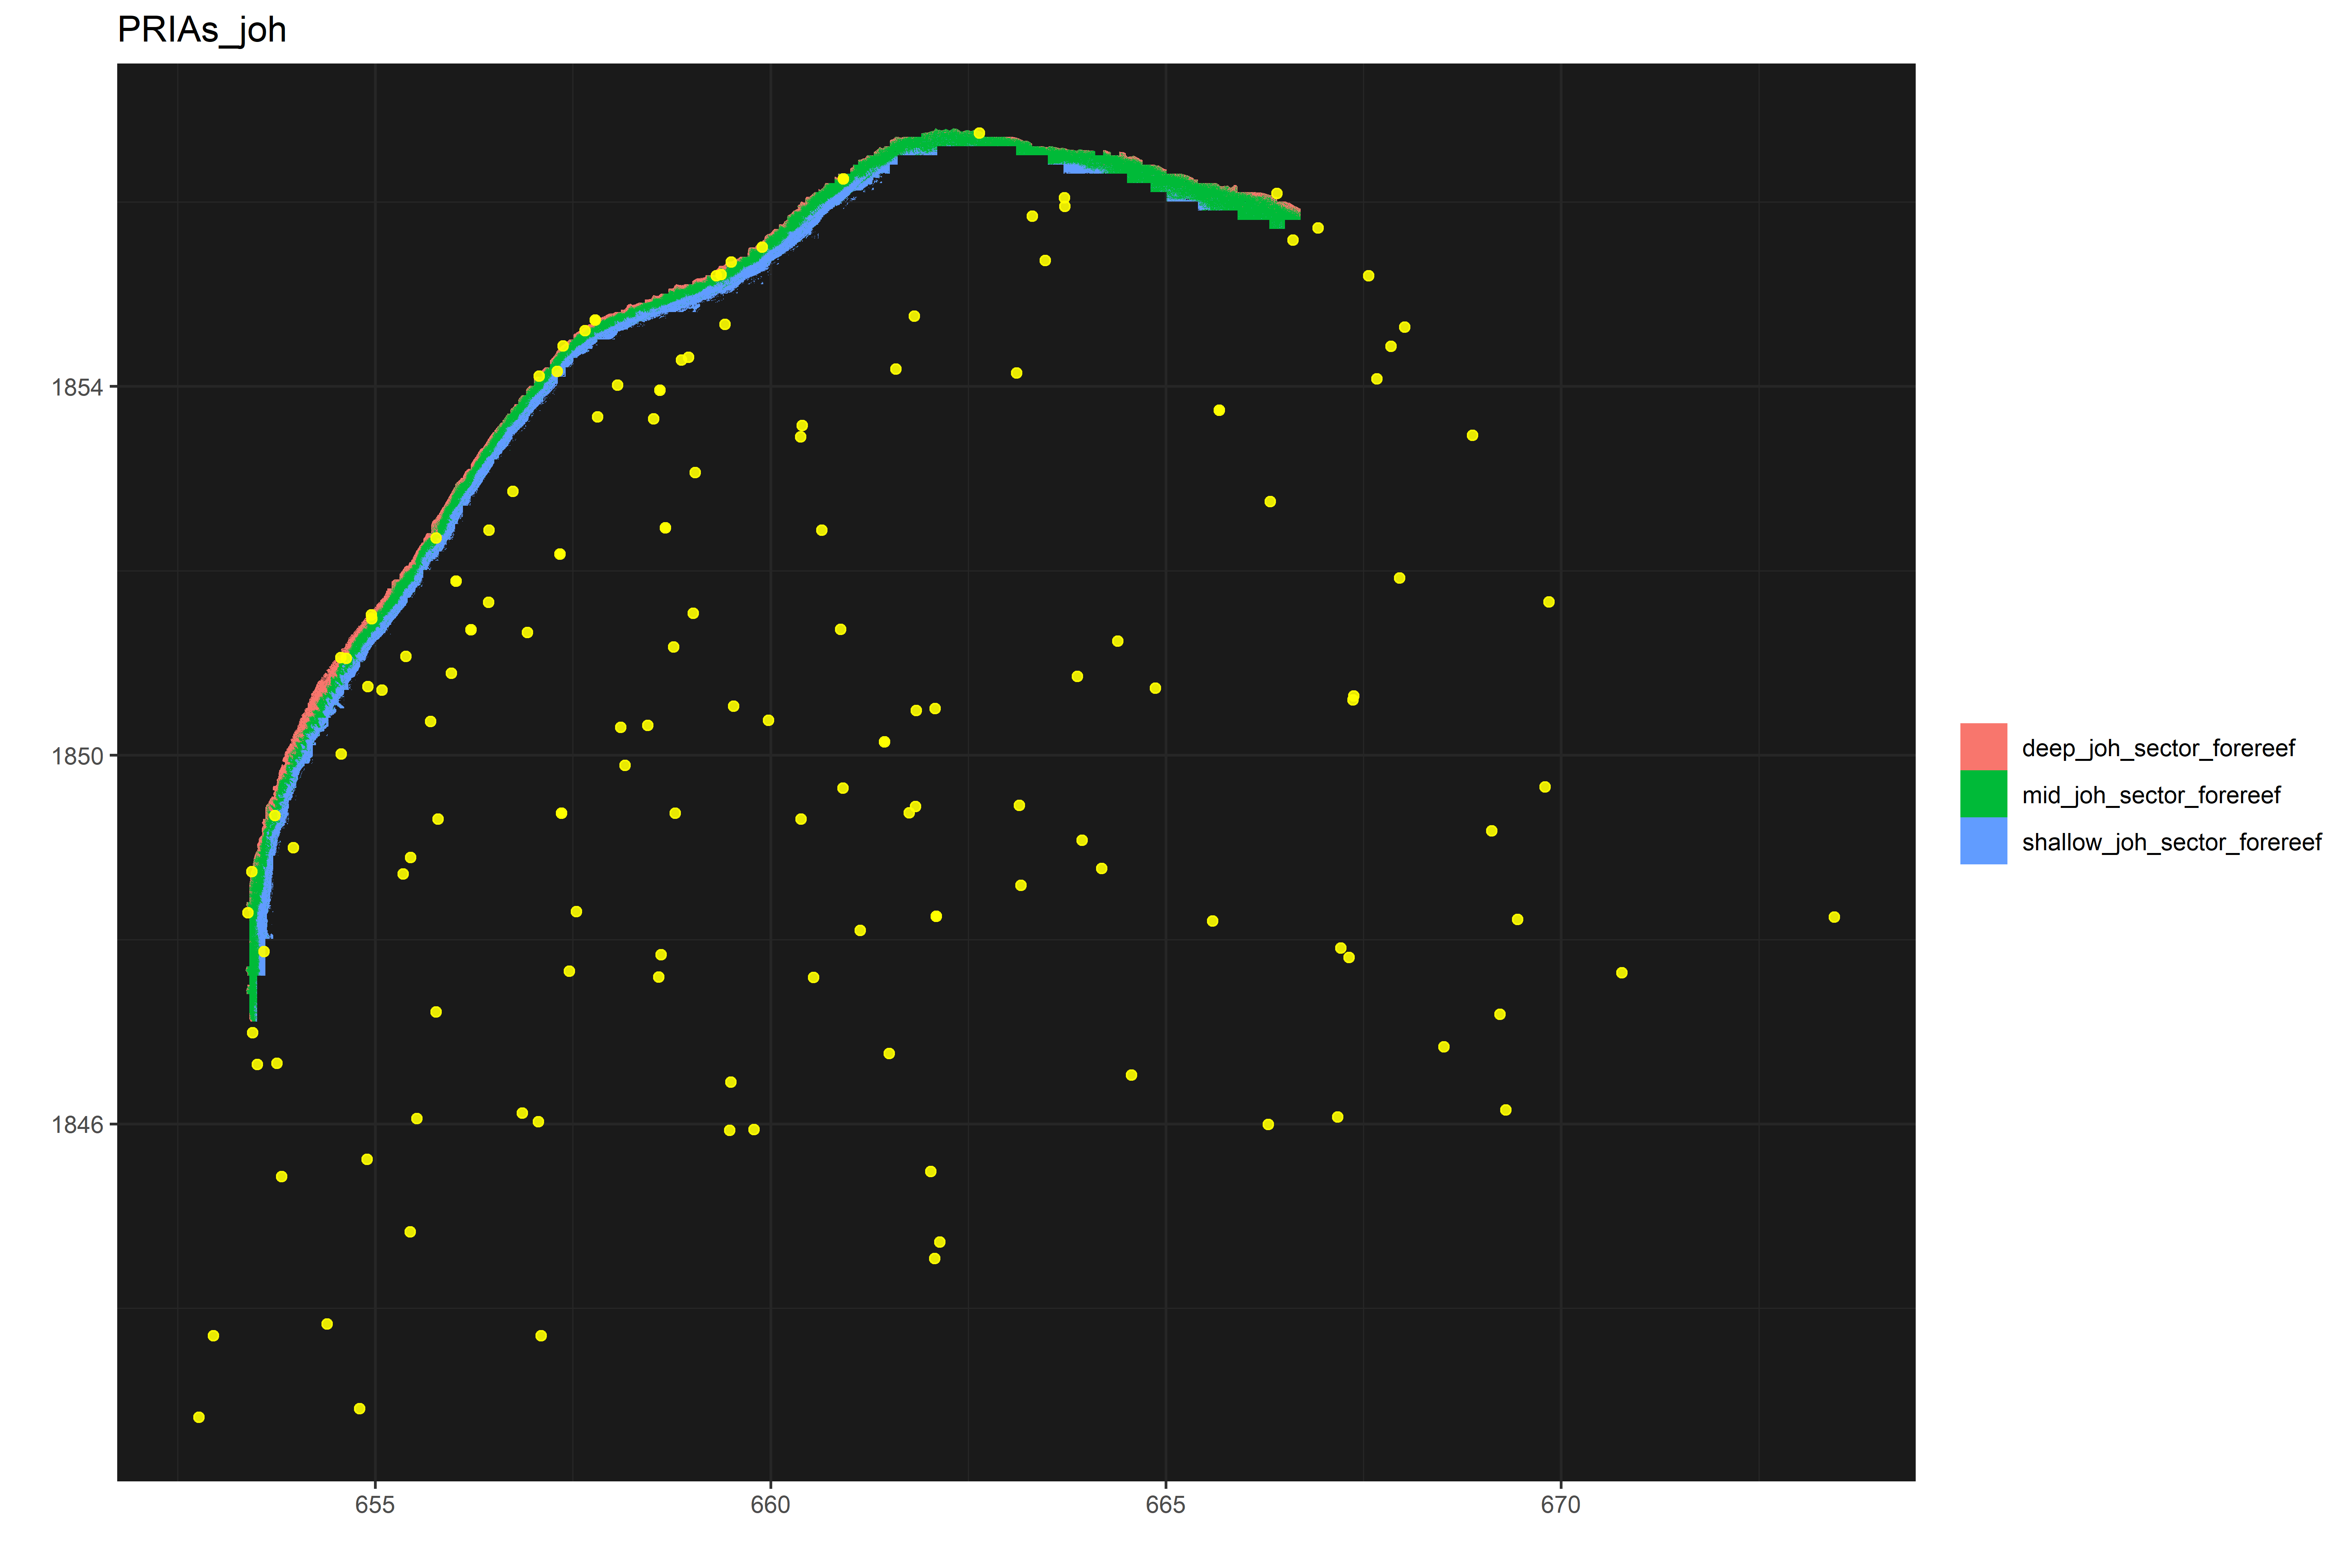 PRIAs_joh
1854
1850
1846
655 660 665 670
deep_joh_sector_forereef
mid_joh_sector_forereef
shallow_joh_sector_forereef